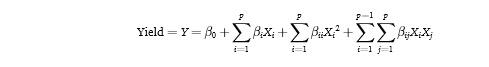 Yield = Y = β₀ + ∑_{i=1}^{p} βᵢXᵢ + ∑_{i=1}^{p} βᵢᵢXᵢ² + ∑_{i=1}^{p−1} ∑_{j=1}^{p} βᵢⱼXᵢXⱼ